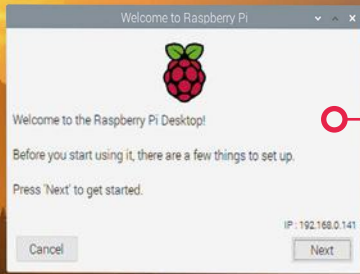 Welcome to Raspberry Pi
Welcome to the Raspberry Pi Desktop!
Before you start using it, there are a few things to set up.
Press 'Next' to get started.
IP : 192.168.0.141
Cancel
Next